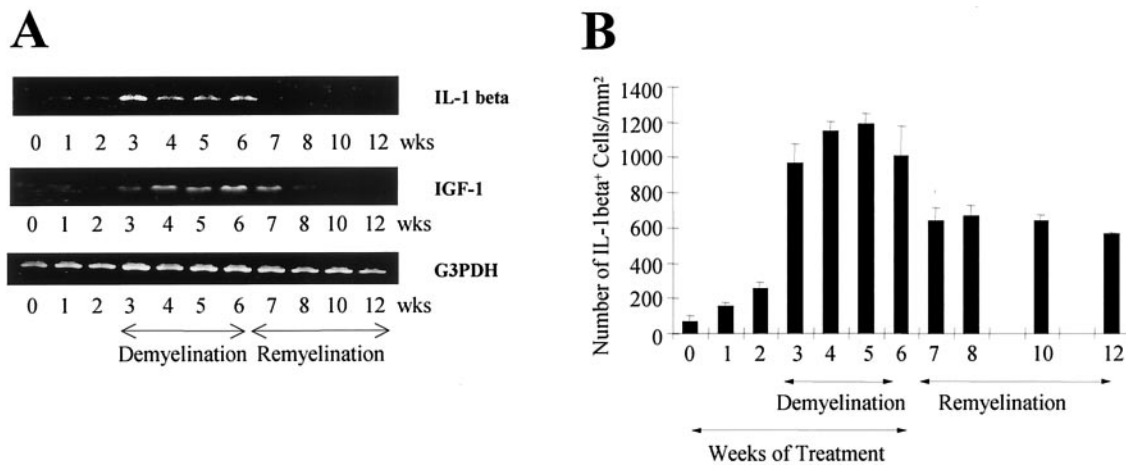 A
IL-1 beta
0 1 2 3 4 5 6 7 8 10 12 wks
IGF-1
0 1 2 3 4 5 6 7 8 10 12 wks
G3PDH
0 1 2 3 4 5 6 7 8 10 12 wks
Demyelination Remyelination
B
Number of IL-1beta⁺ Cells/mm²
1400
1200
1000
800
600
400
200
0
0 1 2 3 4 5 6 7 8 10 12
Demyelination Remyelination
Weeks of Treatment